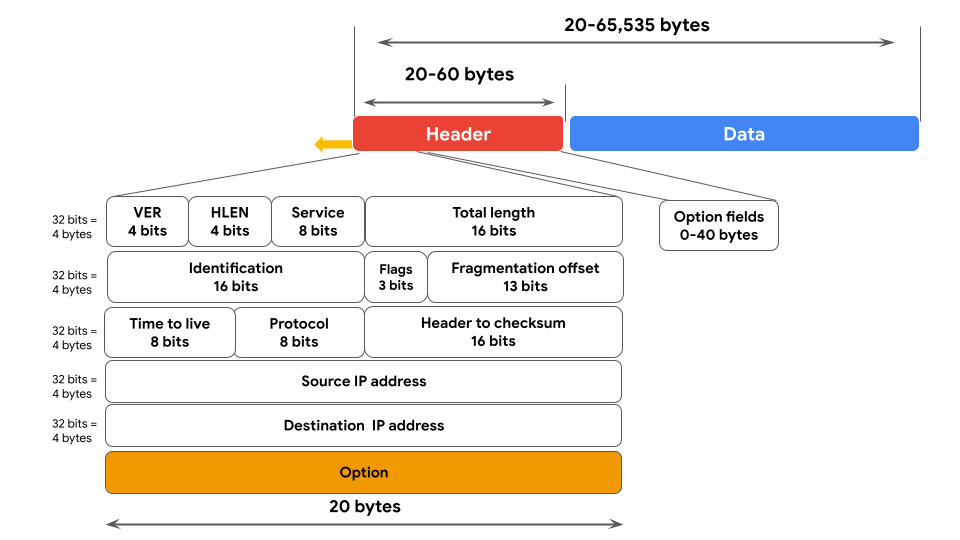 20-65,535 bytes
20-60 bytes
Header
Data
32 bits =
4 bytes
VER
4 bits
HLEN
4 bits
Service
8 bits
Total length
16 bits
Option fields
0-40 bytes
32 bits =
4 bytes
Identification
16 bits
Flags
3 bits
Fragmentation offset
13 bits
32 bits =
4 bytes
Time to live
8 bits
Protocol
8 bits
Header to checksum
16 bits
32 bits =
4 bytes
Source IP address
32 bits =
4 bytes
Destination IP address
Option
20 bytes